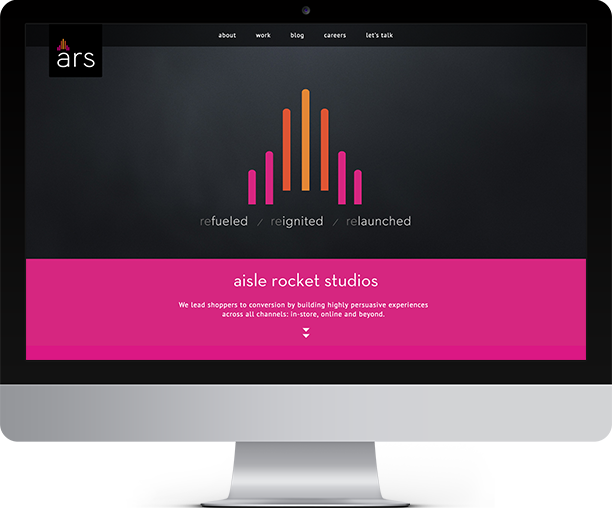 about work blog careers let's talk
ars
refueled / reignited / relaunched
aisle rocket studios
We lead shoppers to conversion by building highly persuasive experiences
across all channels: in-store, online and beyond.